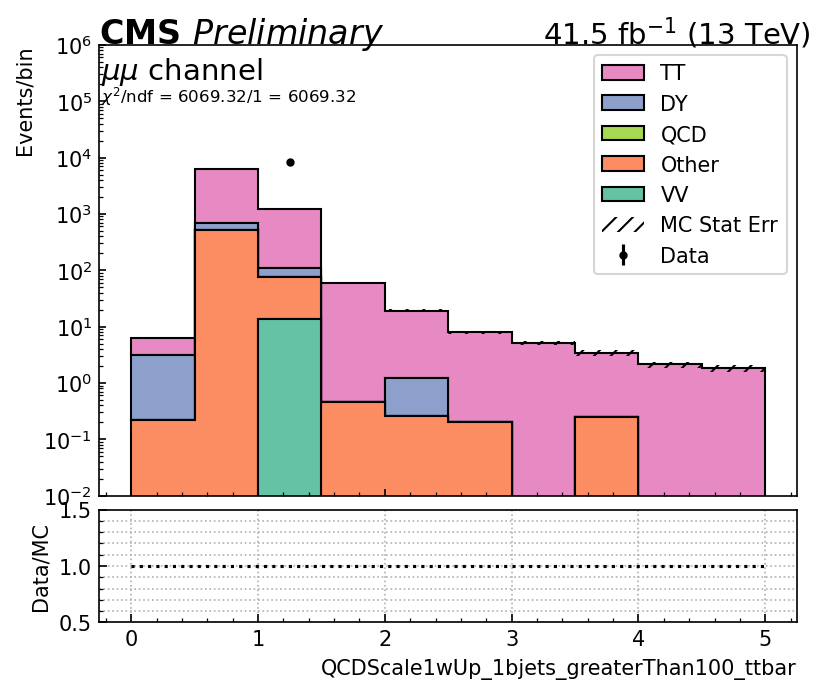 CMS Preliminary 41.5 fb⁻¹ (13 TeV)
μμ channel
χ²/ndf = 6069.32/1 = 6069.32
Events/bin
10⁶
10⁵
10⁴
10³
10²
10¹
10⁰
10⁻¹
10⁻²
TT
DY
QCD
Other
VV
MC Stat Err
Data
Data/MC
1.5
1.0
0.5
0 1 2 3 4 5
QCDScale1wUp_1bjets_greaterThan100_ttbar